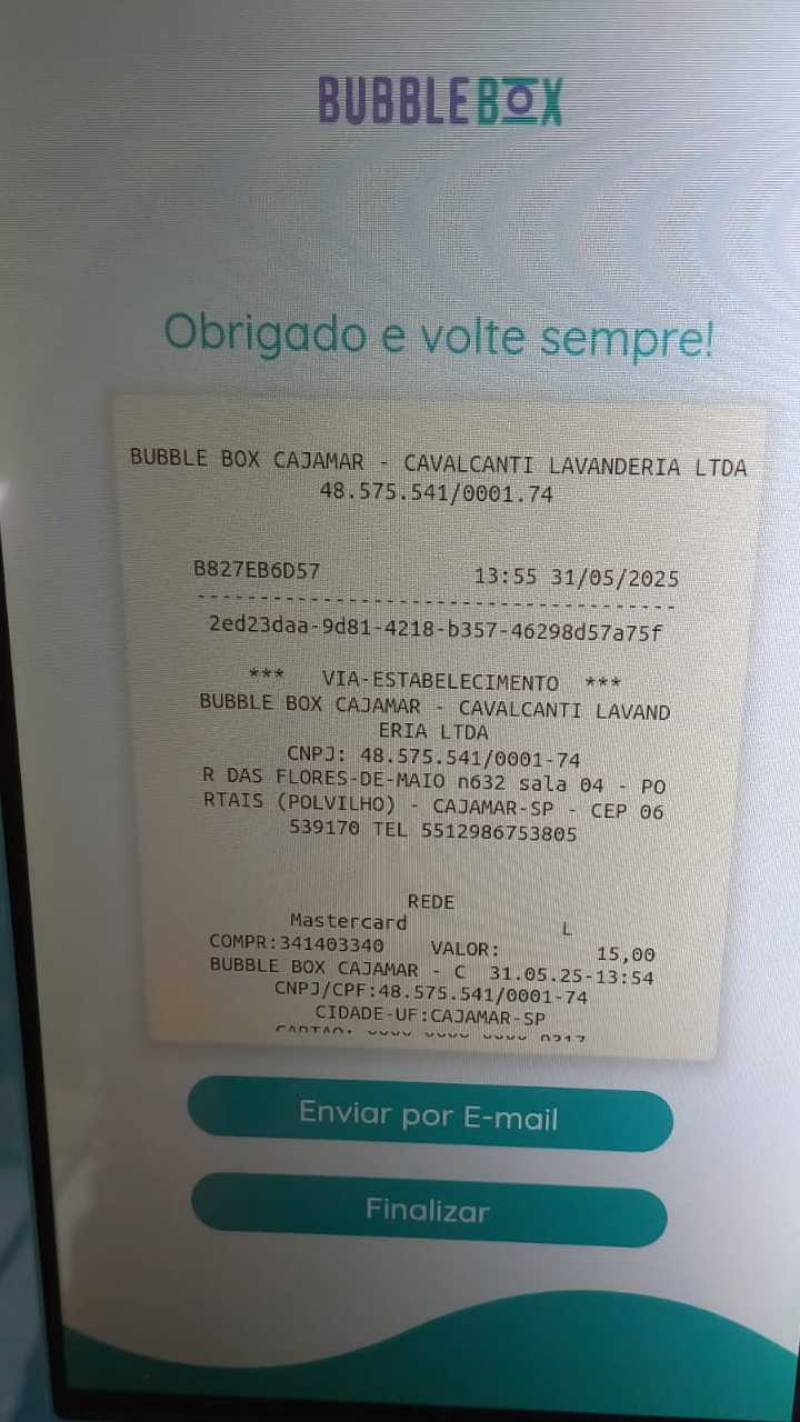 BUBBLEBOX
Obrigado e volte sempre!
BUBBLE BOX CAJAMAR - CAVALCANTI LAVANDERIA LTDA
48.575.541/0001.74
B827EB6D57 13:55 31/05/2025
------------------------------------
2ed23daa-9d81-4218-b357-46298d57a75f
*** VIA-ESTABELECIMENTO ***
BUBBLE BOX CAJAMAR - CAVALCANTI LAVAND
ERIA LTDA
CNPJ: 48.575.541/0001-74
R DAS FLORES-DE-MAIO n632 sala 04 - PO
RTAIS (POLVILHO) - CAJAMAR-SP - CEP 06
539170 TEL 5512986753805
REDE
Mastercard L
COMPR:341403340 VALOR: 15,00
BUBBLE BOX CAJAMAR - C 31.05.25-13:54
CNPJ/CPF:48.575.541/0001-74
CIDADE-UF:CAJAMAR-SP
Enviar por E-mail
Finalizar